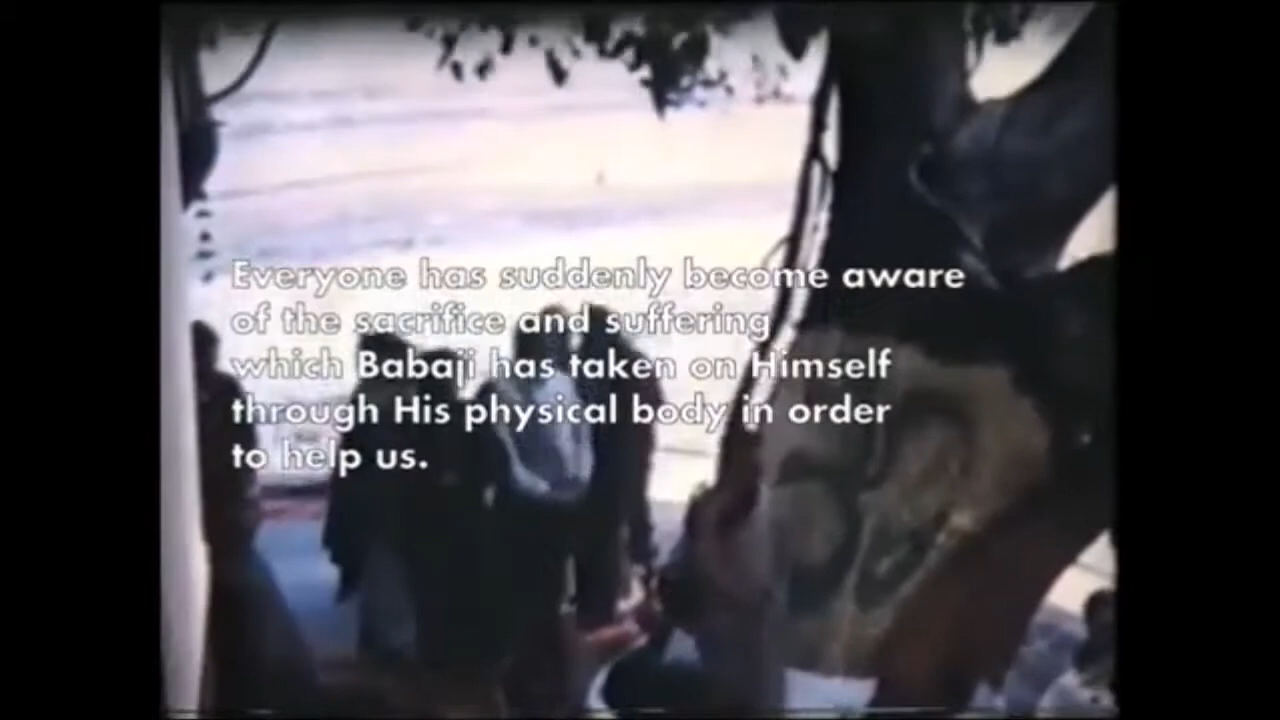 Everyone has suddenly become aware
of the sacrifice and suffering
which Babaji has taken on Himself
through His physical body in order
to help us.